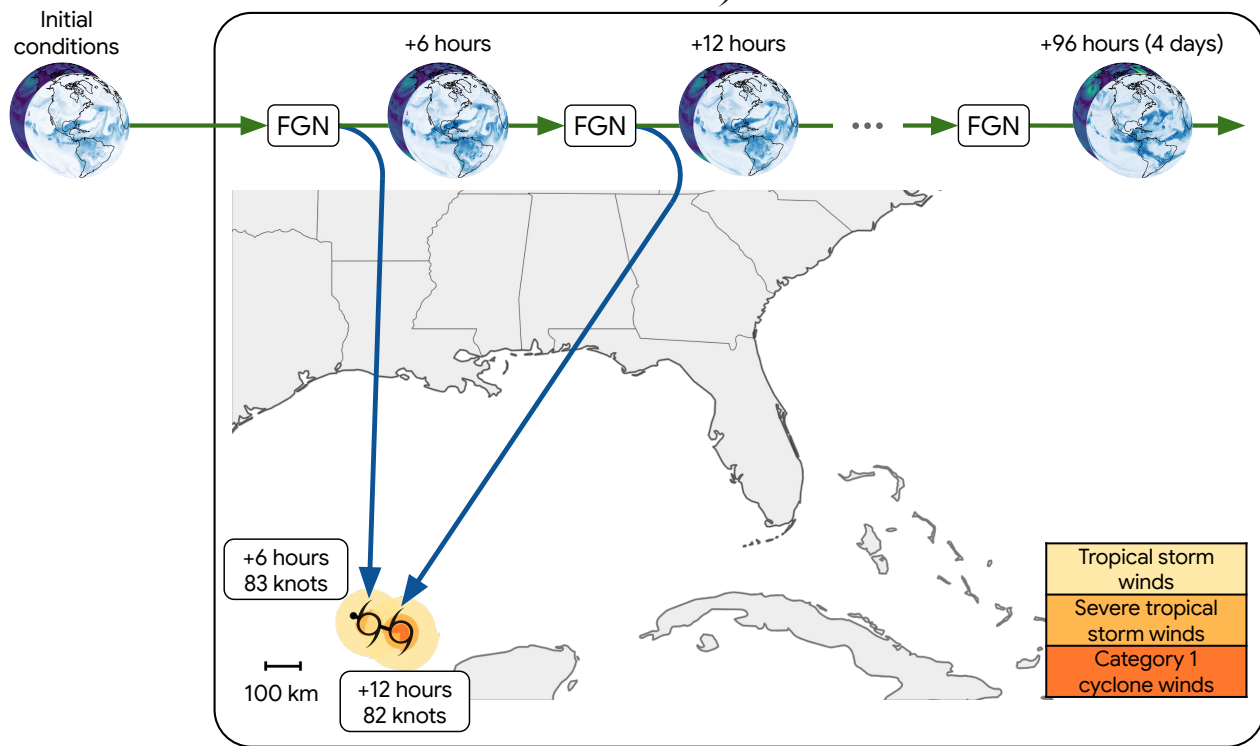 Initial
conditions
+6 hours
+12 hours
+96 hours (4 days)
FGN
FGN
FGN
+6 hours
83 knots
100 km
+12 hours
82 knots
Tropical storm
winds
Severe tropical
storm winds
Category 1
cyclone winds